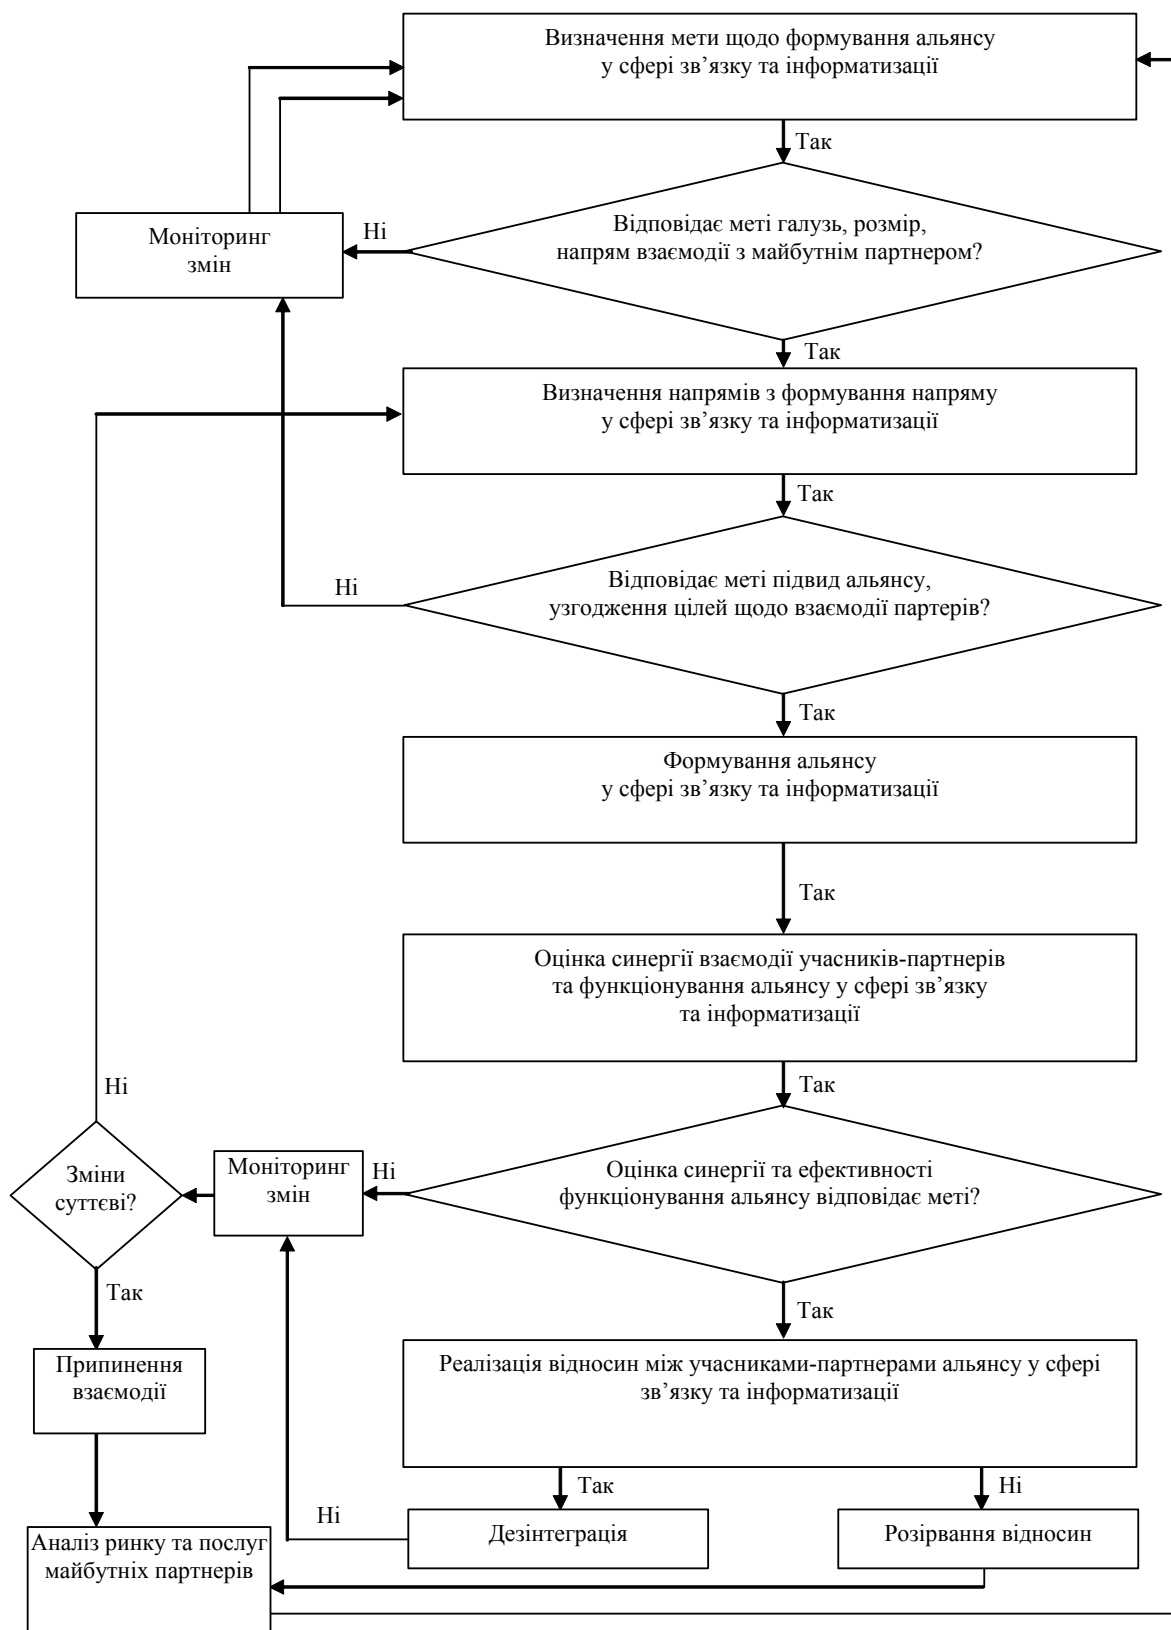 Визначення мети щодо формування альянсу
у сфері зв’язку та інформатизації
Так
Відповідає меті галузь, розмір,
напрям взаємодії з майбутнім партнером?
Ні
Моніторинг
змін
Так
Визначення напрямів з формування напряму
у сфері зв’язку та інформатизації
Так
Відповідає меті підвид альянсу,
узгодження цілей щодо взаємодії партерів?
Ні
Так
Формування альянсу
у сфері зв’язку та інформатизації
Так
Оцінка синергії взаємодії учасників-партнерів
та функціонування альянсу у сфері зв’язку
та інформатизації
Так
Оцінка синергії та ефективності
функціонування альянсу відповідає меті?
Ні
Моніторинг
змін
Зміни
суттєві?
Ні
Так
Припинення
взаємодії
Так
Реалізація відносин між учасниками-партнерами альянсу у сфері
зв’язку та інформатизації
Так
Ні
Дезінтеграція
Ні
Розірвання відносин
Аналіз ринку та послуг
майбутніх партнерів